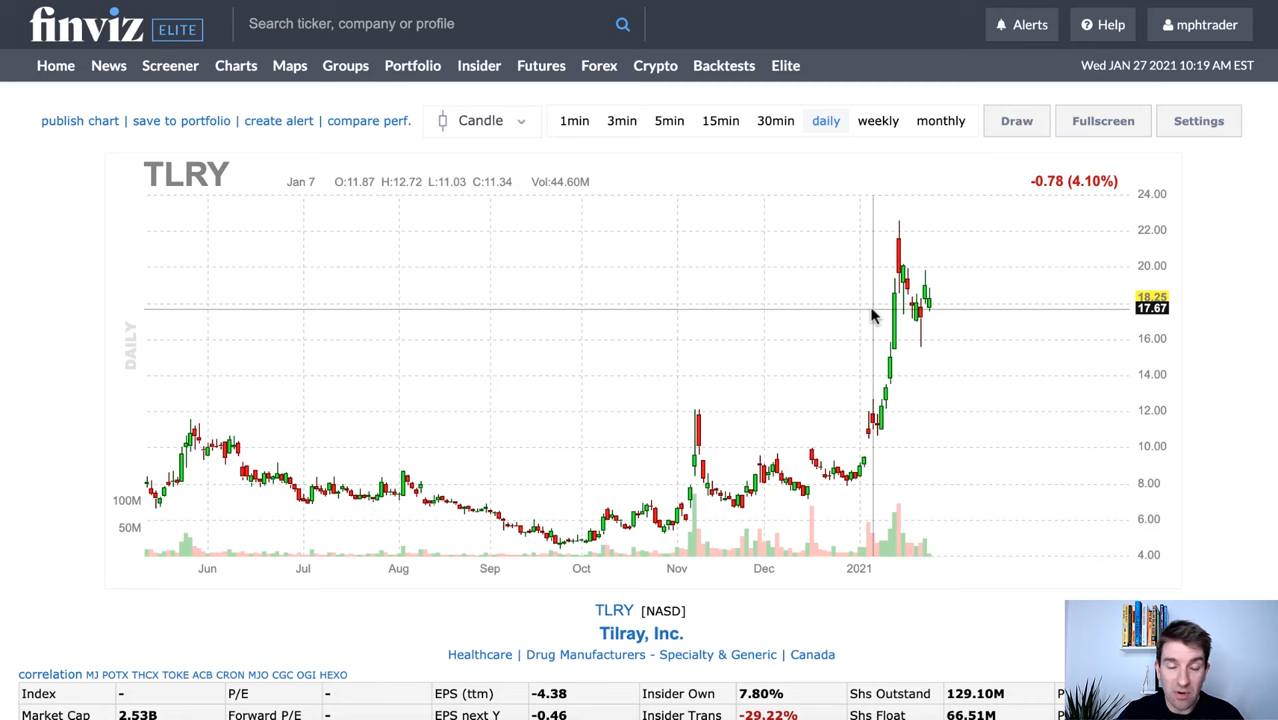 finviz ELITE Search ticker, company or profile Alerts Help mphtrader
Home News Screener Charts Maps Groups Portfolio Insider Futures Forex Crypto Backtests Elite Wed JAN 27 2021 10:19 AM EST
publish chart | save to portfolio | create alert | compare perf. Candle 1min 3min 5min 15min 30min daily weekly monthly Draw Fullscreen Settings
TLRY Jan 7 O:11.87 H:12.72 L:11.03 C:11.34 Vol:44.60M -0.78 (4.10%)
24.00
22.00
20.00
18.25
17.67
16.00
DAILY
14.00
12.00
10.00
8.00
100M
50M
6.00
4.00
Jun Jul Aug Sep Oct Nov Dec 2021
TLRY [NASD]
Tilray, Inc.
Healthcare | Drug Manufacturers - Specialty & Generic | Canada
correlation MJ POTX THCX TOKE ACB CRON MJO CGC OGI HEXO
Index - P/E - EPS (ttm) -4.38 Insider Own 7.80% Shs Outstand 129.10M
Market Cap 2.53B Forward P/E - EPS next Y -0.46 Insider Trans -29.22% Shs Float 66.51M